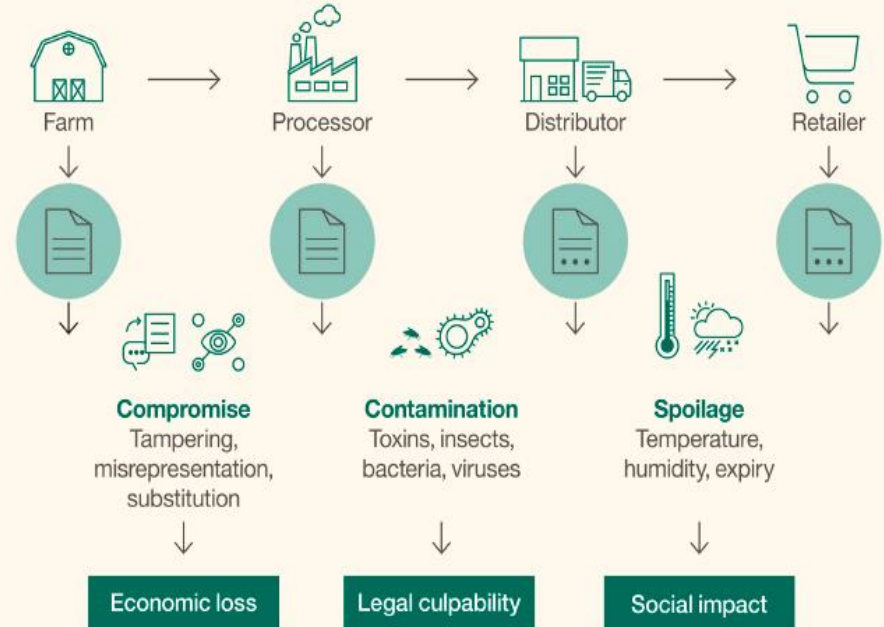 Farm
Processor
Distributor
Retailer
Compromise
Tampering,
misrepresentation,
substitution
Contamination
Toxins, insects,
bacteria, viruses
Spoilage
Temperature,
humidity, expiry
Economic loss
Legal culpability
Social impact